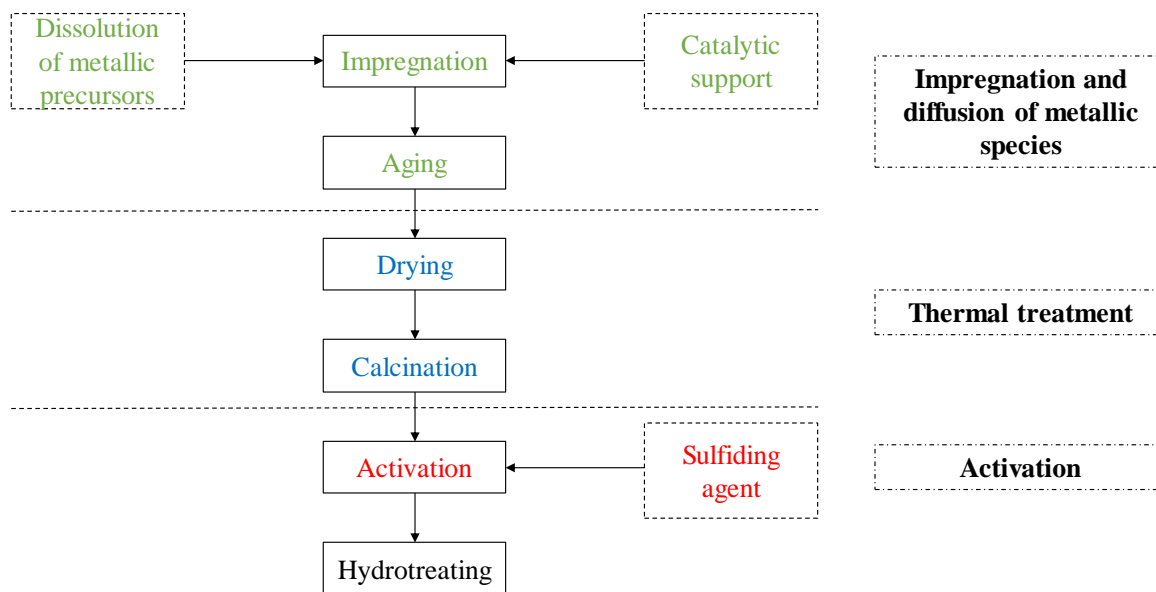 Dissolution
of metallic
precursors
Impregnation
Catalytic
support
Impregnation and
diffusion of metallic
species
Aging
Drying
Thermal treatment
Calcination
Activation
Sulfiding
agent
Activation
Hydrotreating